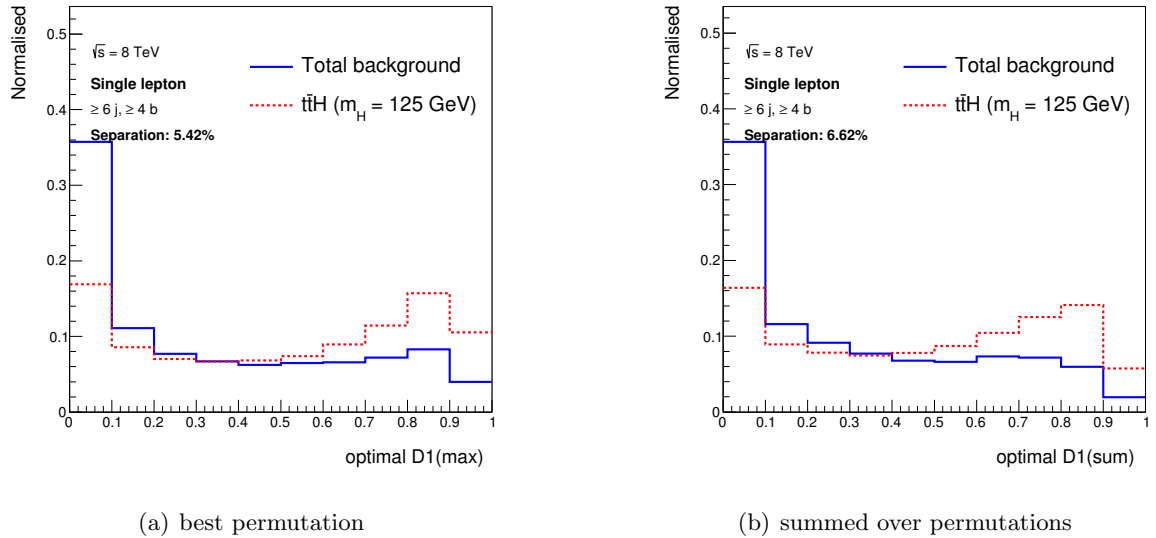 Normalised
0.5
0.4
0.3
0.2
0.1
0
√s = 8 TeV
Single lepton
≥ 6 j, ≥ 4 b
Separation: 5.42%
Total background
tt̄H (m_H = 125 GeV)
0 0.1 0.2 0.3 0.4 0.5 0.6 0.7 0.8 0.9 1
optimal D1(max)
(a) best permutation
Normalised
0.5
0.4
0.3
0.2
0.1
0
√s = 8 TeV
Single lepton
≥ 6 j, ≥ 4 b
Separation: 6.62%
Total background
tt̄H (m_H = 125 GeV)
0 0.1 0.2 0.3 0.4 0.5 0.6 0.7 0.8 0.9 1
optimal D1(sum)
(b) summed over permutations